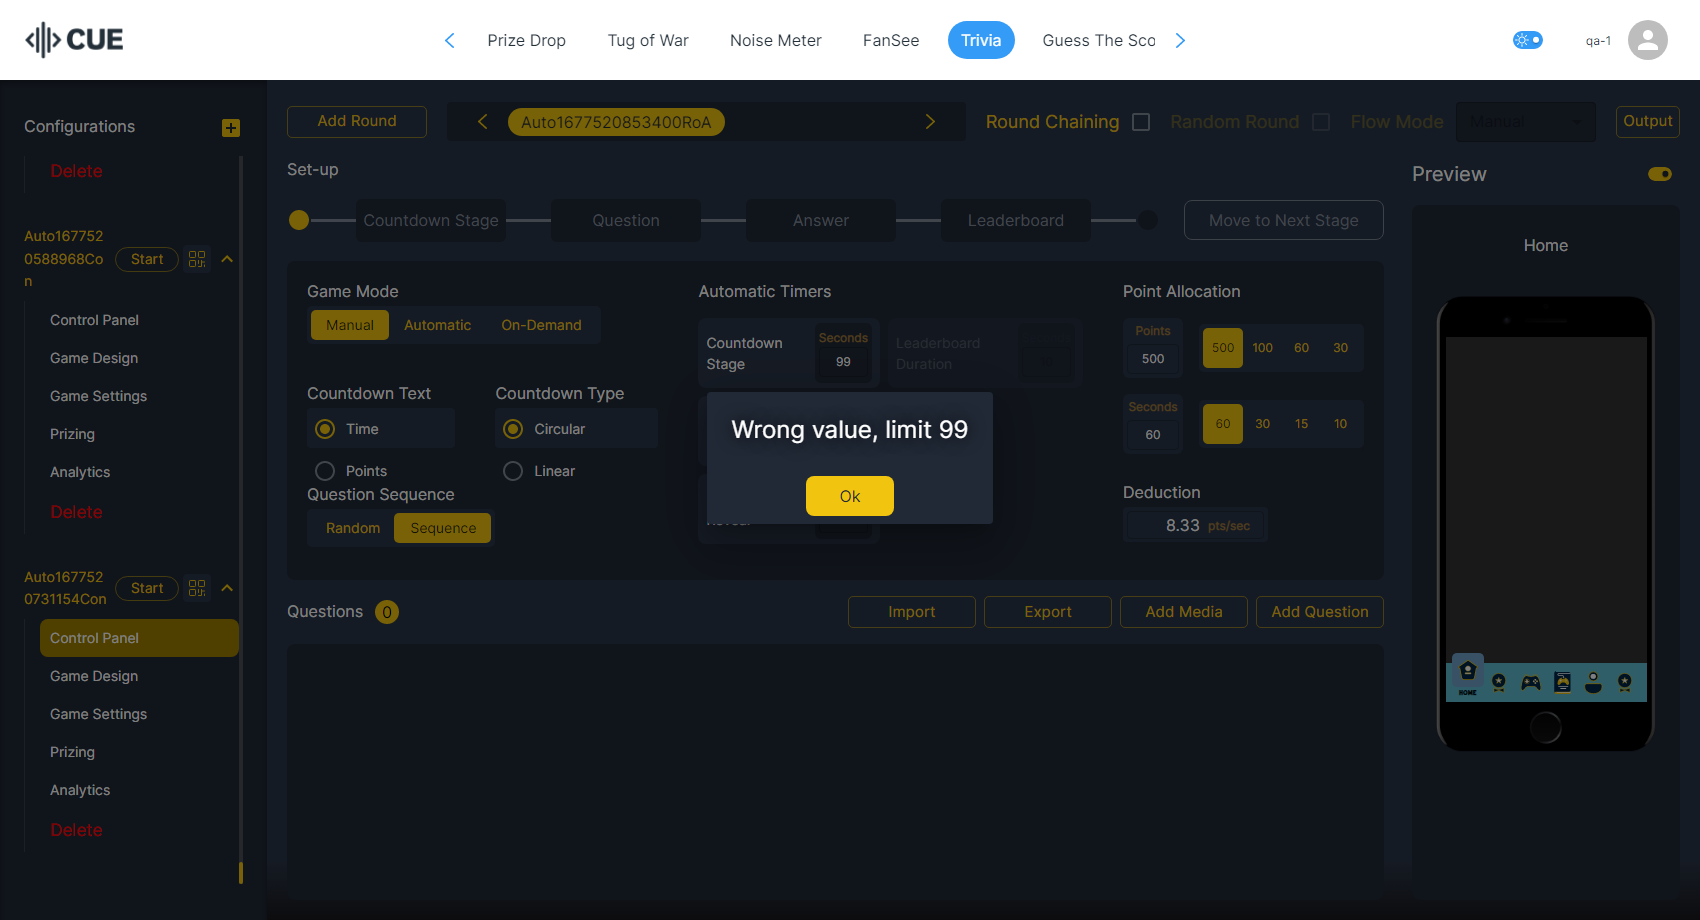 CUE
Prize Drop
Tug of War
Noise Meter
FanSee
Trivia
Guess The Sco
qa-1
Configurations
Delete
Auto167752
0588968Co
n
Start
Control Panel
Game Design
Game Settings
Prizing
Analytics
Delete
Auto167752
0731154Con
Start
Control Panel
Game Design
Game Settings
Prizing
Analytics
Delete
Add Round
Auto1677520853400RoA
Round Chaining
Random Round
Flow Mode
Manual
Output
Set-up
Countdown Stage
Question
Answer
Leaderboard
Move to Next Stage
Game Mode
Manual
Automatic
On-Demand
Countdown Text
Time
Points
Countdown Type
Circular
Linear
Question Sequence
Random
Sequence
Automatic Timers
Countdown
Stage
Seconds
99
Leaderboard
Duration
Wrong value, limit 99
Ok
Point Allocation
Points
500
500
100
60
30
Seconds
60
60
30
15
10
Deduction
8.33 pts/sec
Questions
0
Import
Export
Add Media
Add Question
Preview
Home
HOME